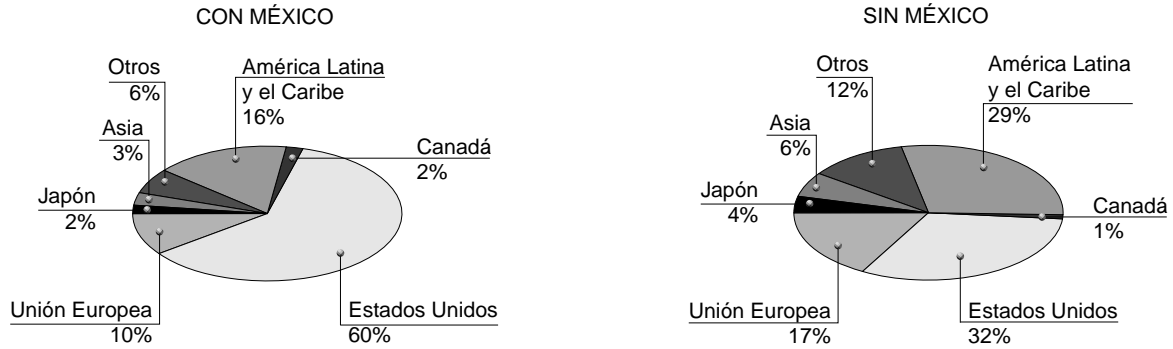 CON MÉXICO
Otros
6%
América Latina
y el Caribe
16%
Asia
3%
Canadá
2%
Japón
2%
Unión Europea
10%
Estados Unidos
60%
SIN MÉXICO
Otros
12%
América Latina
y el Caribe
29%
Asia
6%
Japón
4%
Canadá
1%
Unión Europea
17%
Estados Unidos
32%